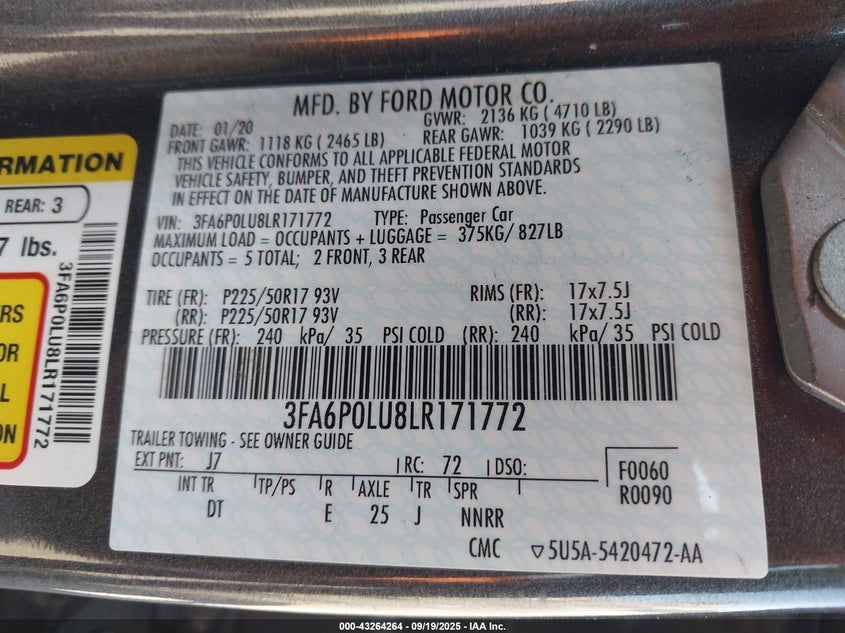 MFD. BY FORD MOTOR CO.
DATE: 01/20 GVWR: 2136 KG ( 4710 LB)
FRONT GAWR: 1118 KG ( 2465 LB) REAR GAWR: 1039 KG ( 2290 LB)
THIS VEHICLE CONFORMS TO ALL APPLICABLE FEDERAL MOTOR
VEHICLE SAFETY, BUMPER, AND THEFT PREVENTION STANDARDS
IN EFFECT ON THE DATE OF MANUFACTURE SHOWN ABOVE.
VIN: 3FA6P0LU8LR171772 TYPE: Passenger Car
MAXIMUM LOAD = OCCUPANTS + LUGGAGE = 375KG/ 827LB
OCCUPANTS = 5 TOTAL; 2 FRONT, 3 REAR
TIRE (FR): P225/50R17 93V RIMS (FR): 17x7.5J
(RR): P225/50R17 93V (RR): 17x7.5J
PRESSURE (FR): 240 kPa/ 35 PSI COLD (RR): 240 kPa/ 35 PSI COLD
3FA6P0LU8LR171772
TRAILER TOWING - SEE OWNER GUIDE
EXT PNT: J7 RC: 72 DSO: F0060
R0090
INT TR TP/PS R AXLE TR SPR
DT E 25 J NNRR
CMC ▽5U5A-5420472-AA
RMATION
REAR: 3
7 lbs.
ERS
OR
L
ON
3FA6P0LU8LR171772
000-43264264 - 09/19/2025 - IAA Inc.